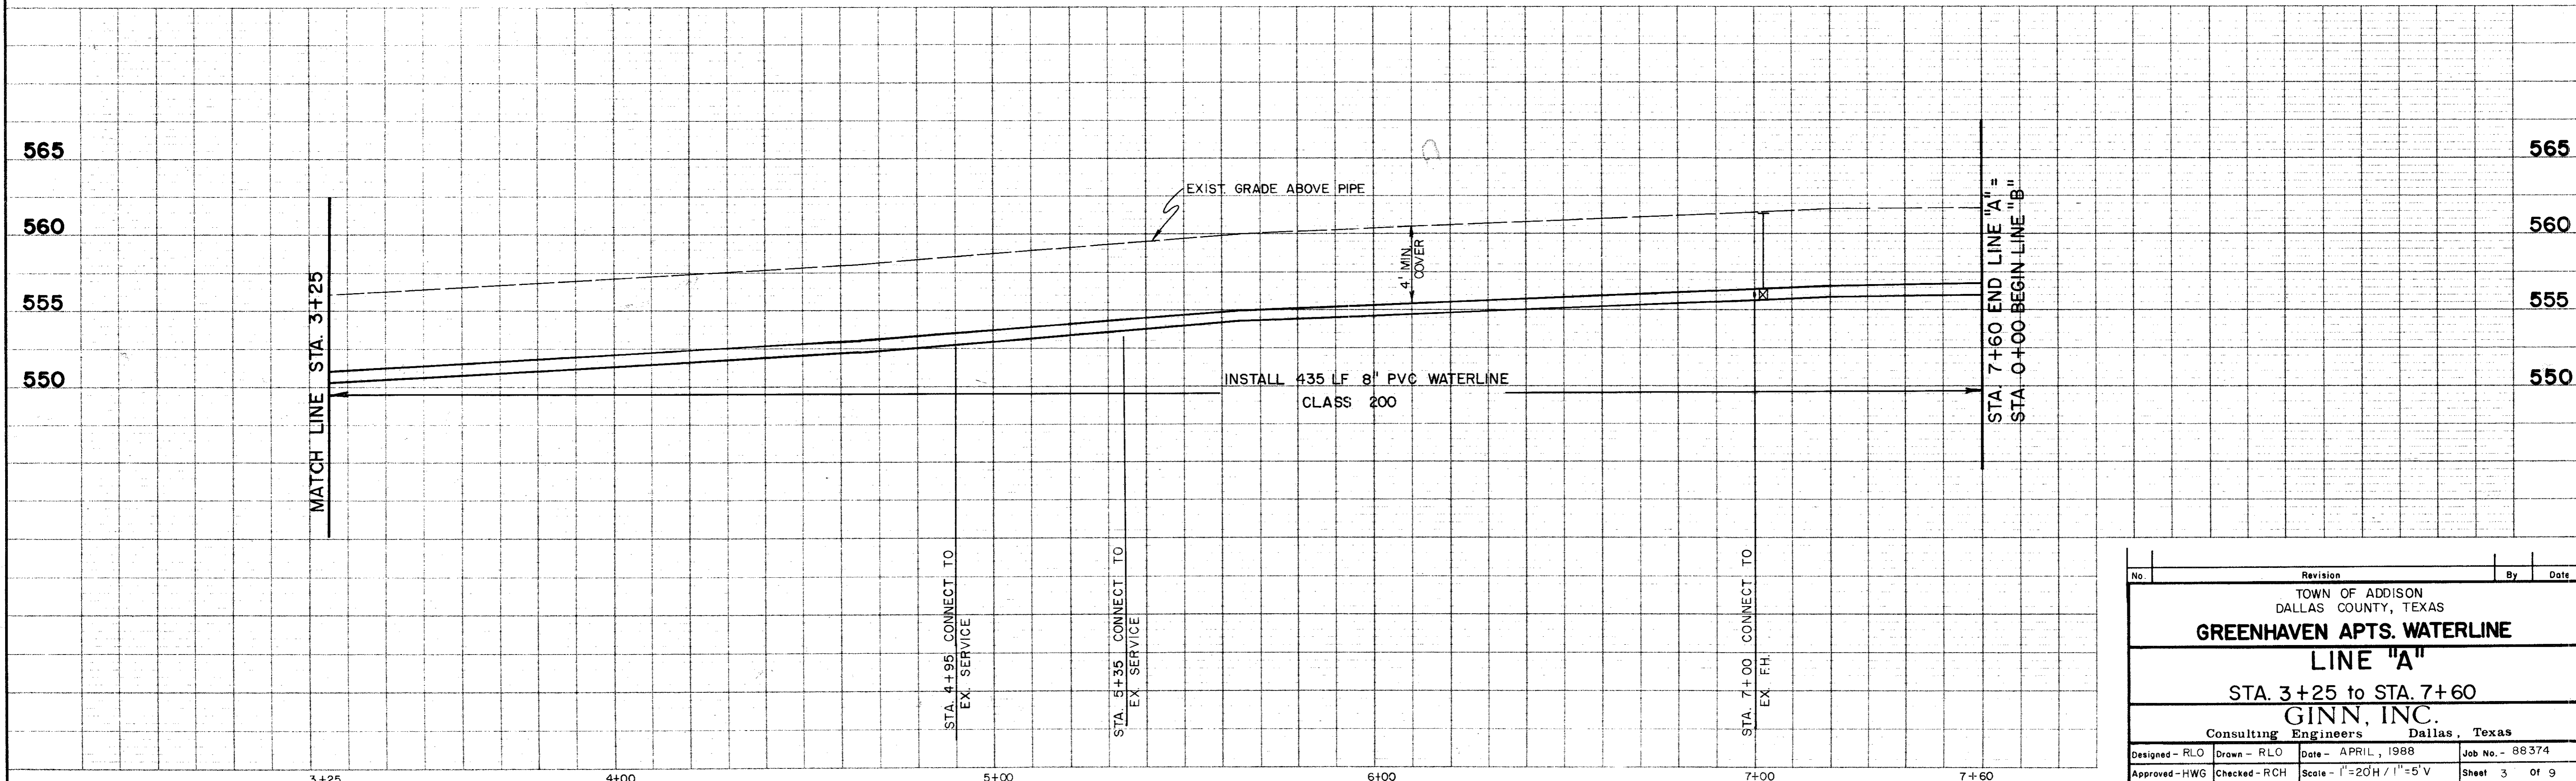 565
565
EXIST. GRADE ABOVE PIPE
560
560
4' MIN.
COVER
555
555
550
550
MATCH LINE STA. 3+25
INSTALL 435 LF 8" PVC WATERLINE
CLASS 200
STA. 7+60 END LINE "A" =
STA. 0+00 BEGIN LINE "B"
STA. 4+95 CONNECT TO
EX. SERVICE
STA. 5+35 CONNECT TO
EX. SERVICE
STA. 7+00 CONNECT TO
EX. F.H.
3+25 4+00 5+00 6+00 7+00 7+60
No. Revision By Date
TOWN OF ADDISON
DALLAS COUNTY, TEXAS
GREENHAVEN APTS. WATERLINE
LINE "A"
STA. 3+25 to STA. 7+60
GINN, INC.
Consulting Engineers Dallas, Texas
Designed - RLO Drawn - RLO Date - APRIL, 1988 Job No. - 88374
Approved - HWG Checked - RCH Scale - 1"=20'H / 1"=5'V Sheet 3 Of 9